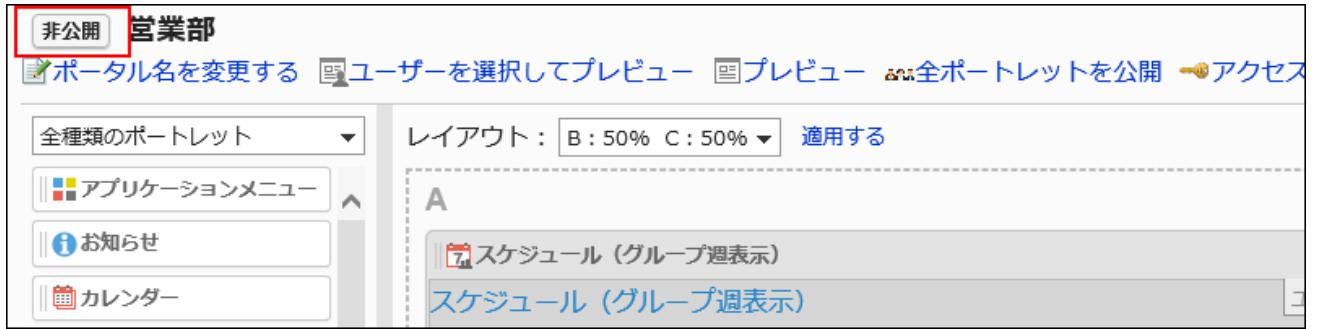 非公開 営業部
ポータル名を変更する ユーザーを選択してプレビュー プレビュー 全ポートレットを公開 アクセス
全種類のポートレット
レイアウト： B : 50% C : 50% 適用する
アプリケーションメニュー
お知らせ
カレンダー
A
スケジュール（グループ週表示）
スケジュール（グループ週表示）